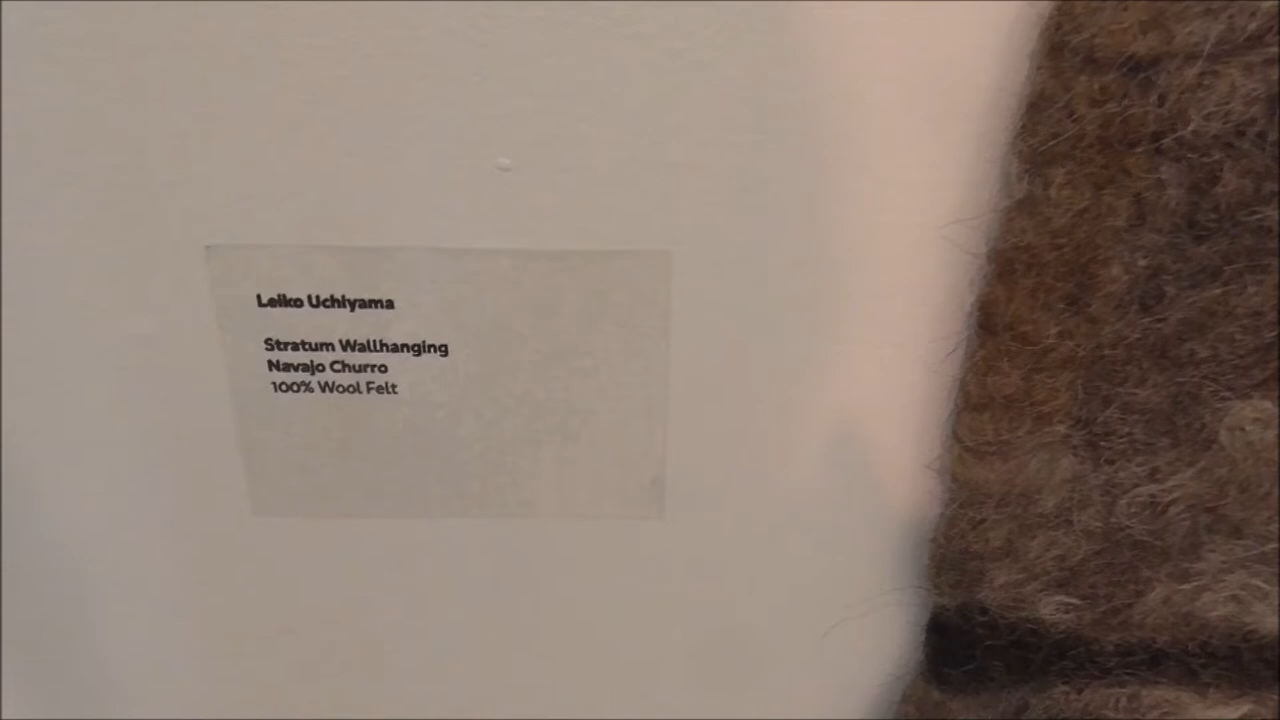 Leiko Uchiyama
Stratum Wallhanging
Navajo Churro
100% Wool Felt